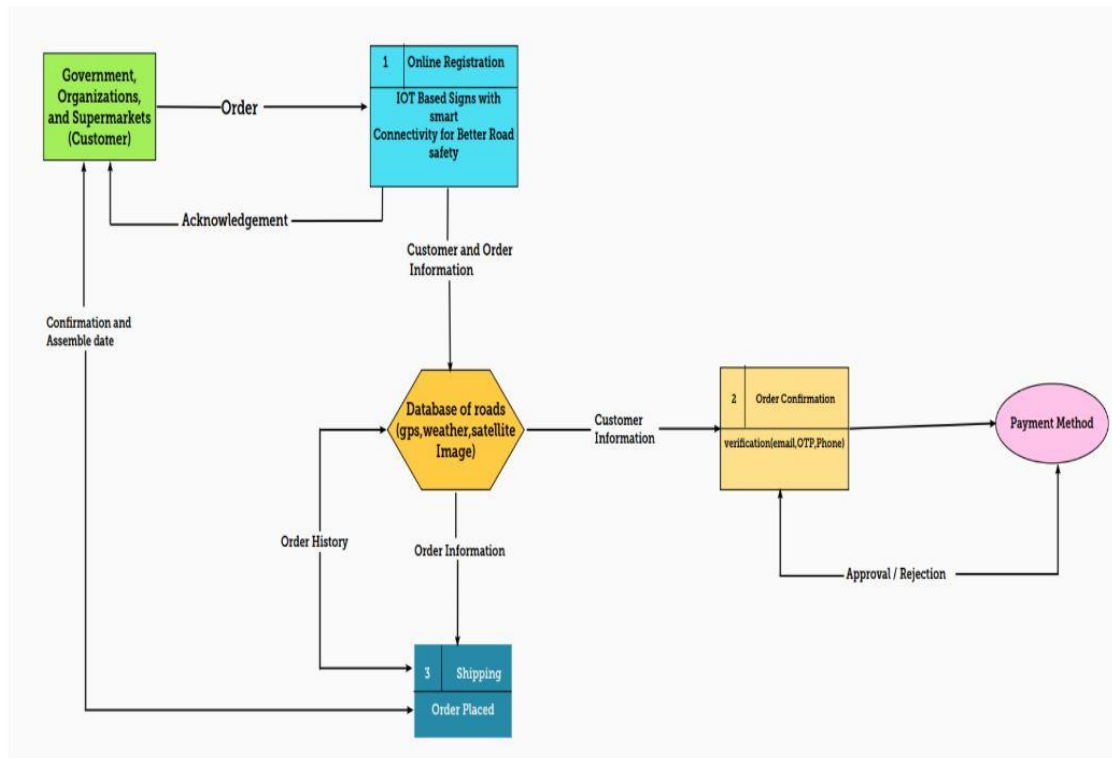 Government,
Organizations,
and Supermarkets
(Customer)
Order
1
Online Registration
IOT Based Signs with
smart
Connectivity for Better Road
safety
Acknowledgement
Customer and Order
Information
Confirmation and
Assemble date
Database of roads
(gps,weather,satellite
Image)
Customer
Information
2
Order Confirmation
verification(email,OTP,Phone)
Payment Method
Order History
Order Information
Approval / Rejection
3
Shipping
Order Placed